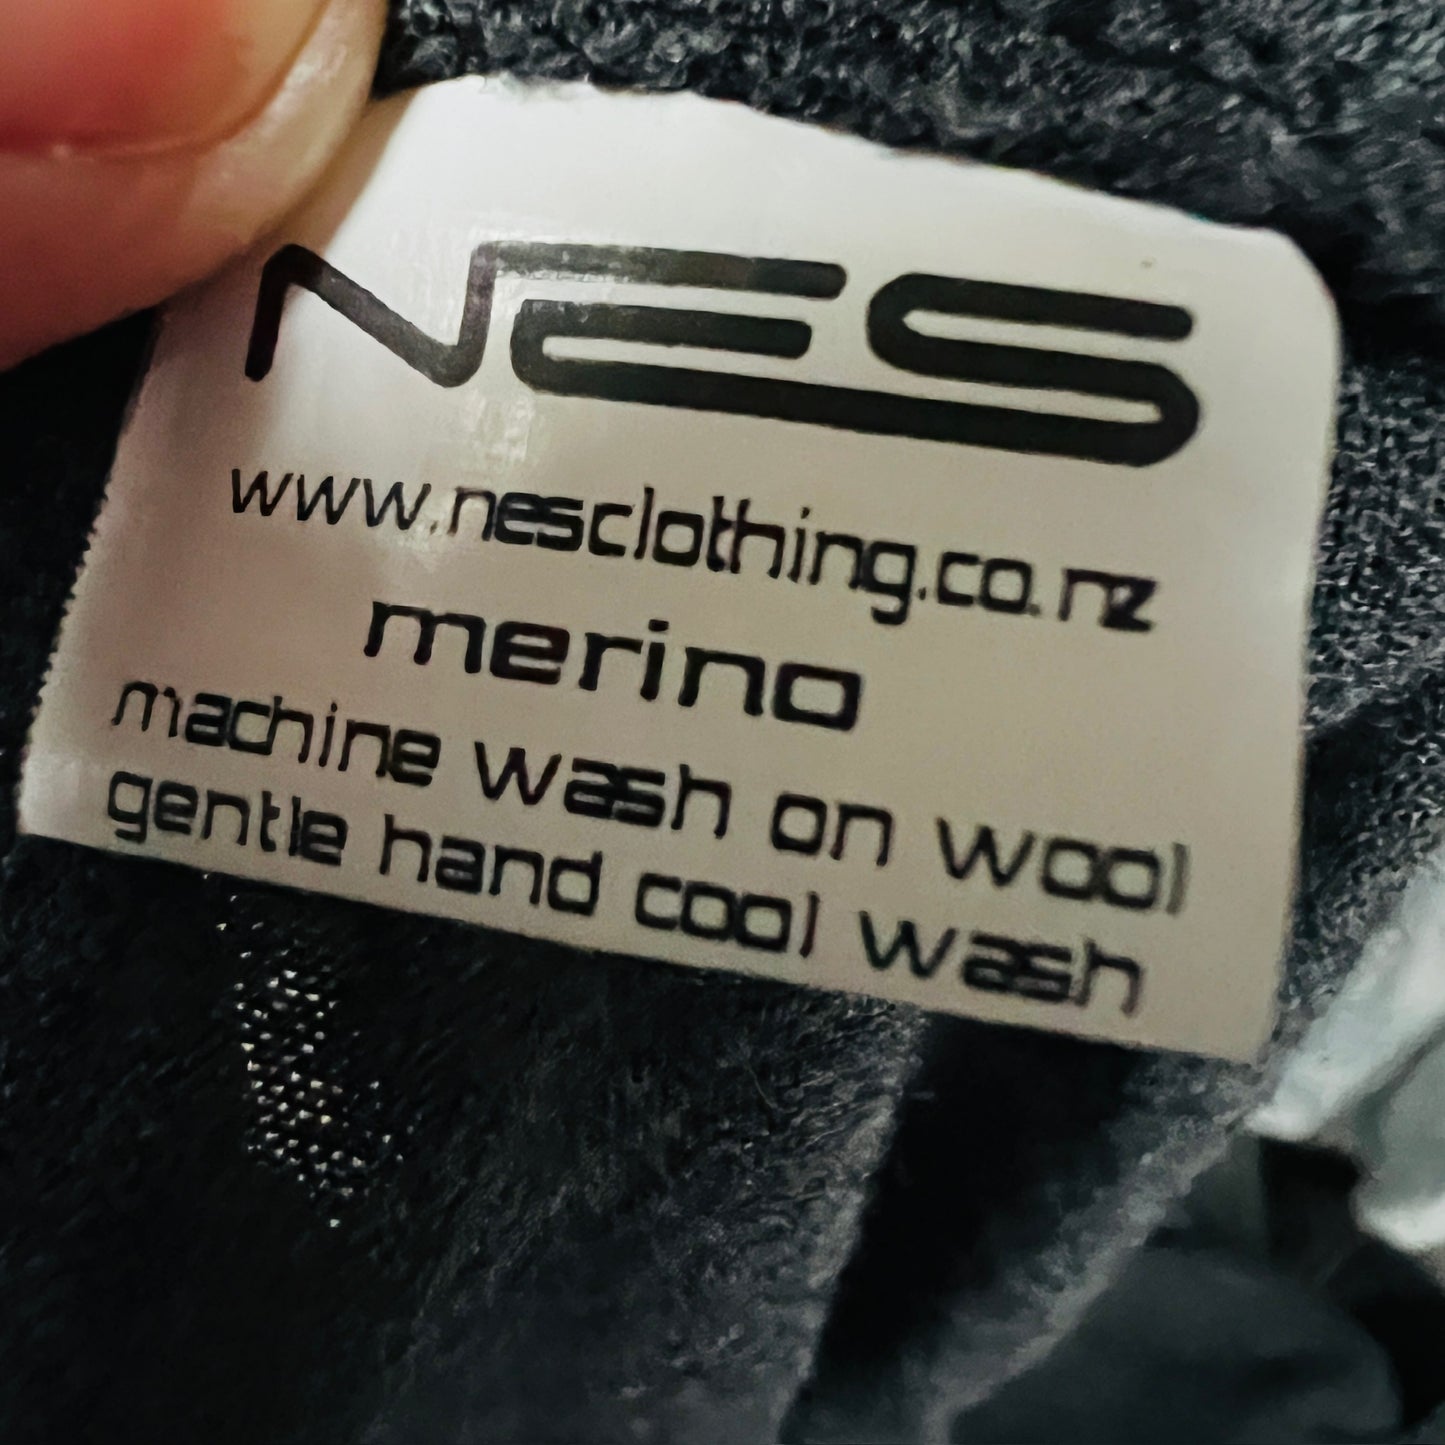 NES
www.nesclothing.co.nz
merino
machine wash on wool
gentle hand cool wash